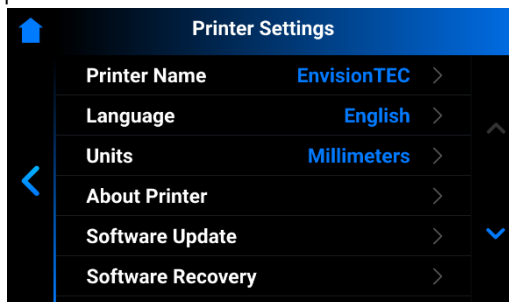 Printer Settings
Printer Name EnvisionTEC
Language English
Units Millimeters
About Printer
Software Update
Software Recovery